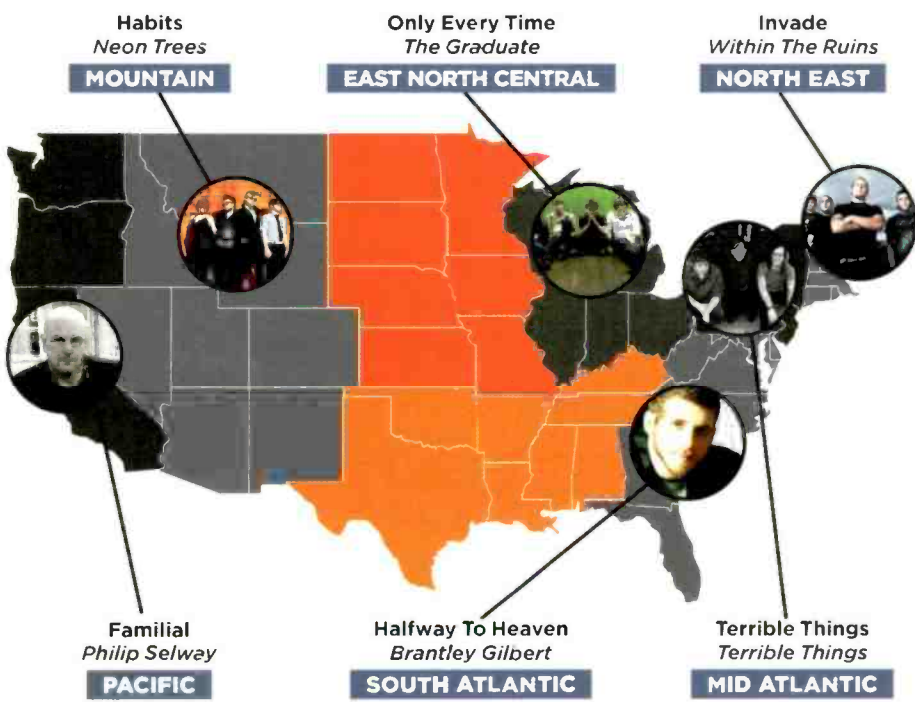 Habits
Neon Trees
MOUNTAIN
Only Every Time
The Graduate
EAST NORTH CENTRAL
Invade
Within The Ruins
NORTH EAST
Familial
Philip Selway
PACIFIC
Halfway To Heaven
Brantley Gilbert
SOUTH ATLANTIC
Terrible Things
Terrible Things
MID ATLANTIC